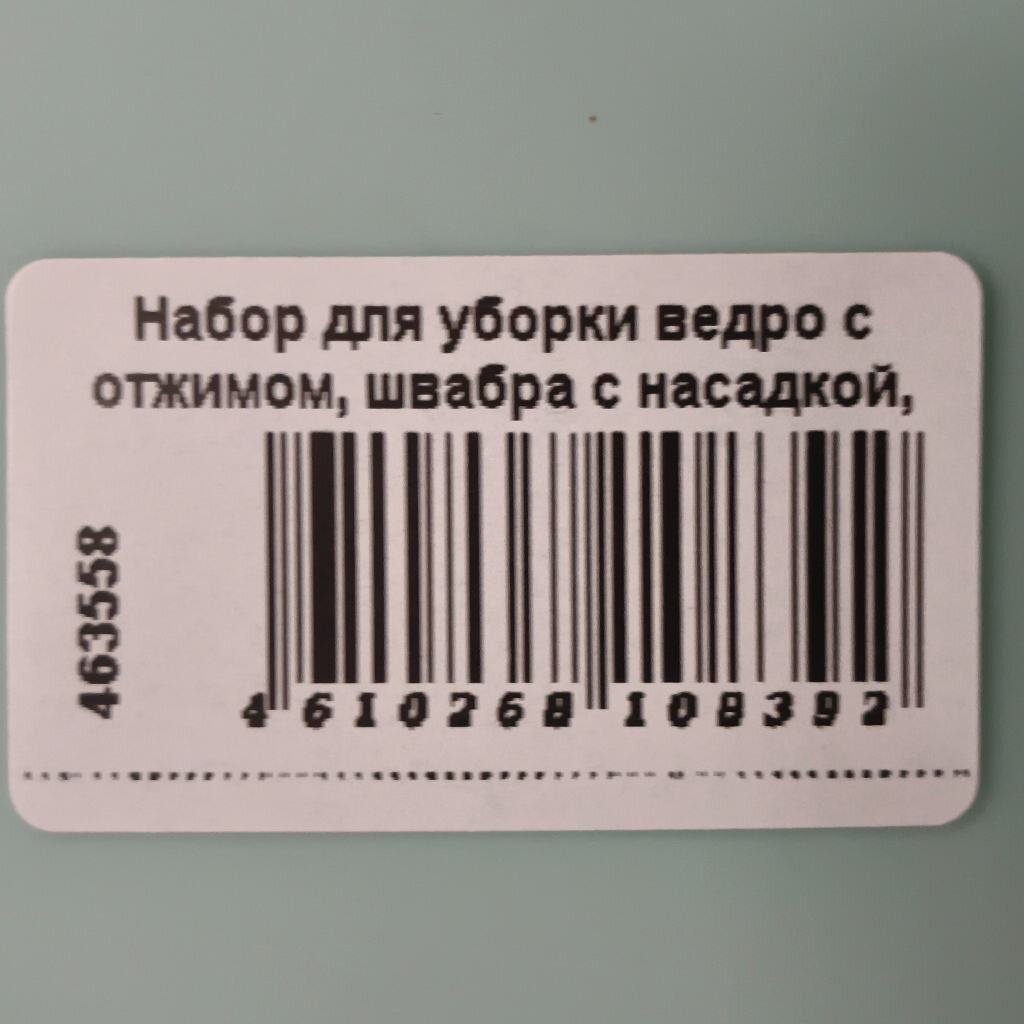 Набор для уборки ведро с
отжимом, швабра с насадкой,
463558
4 610268 108392